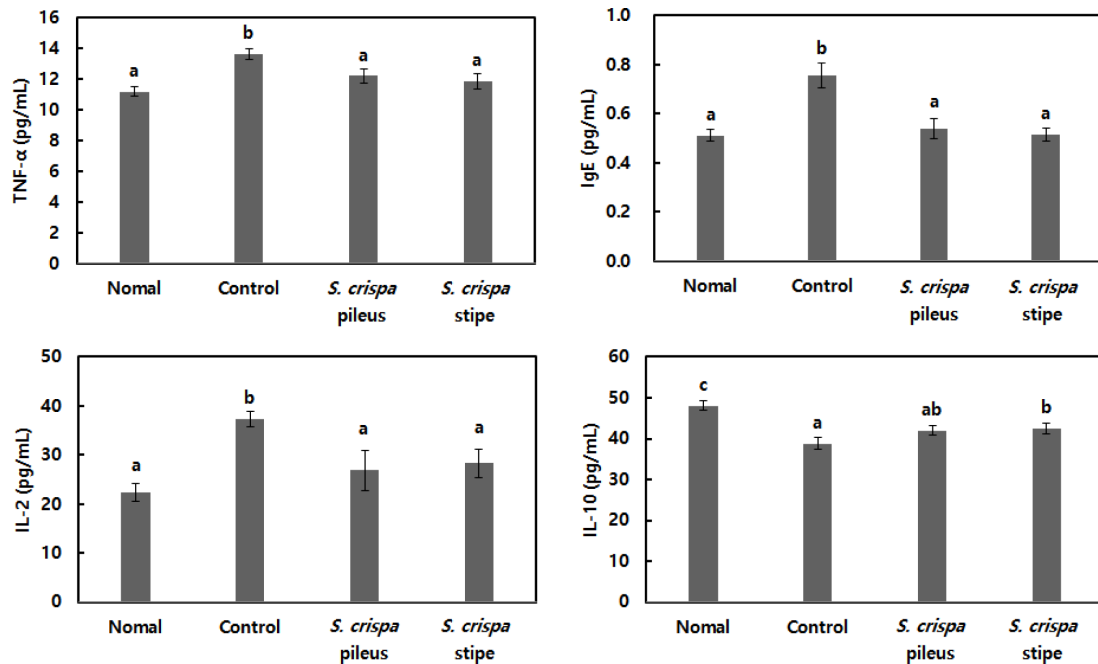 TNF-α (pg/mL)
16
14
12
10
8
6
4
2
0
a
b
a
a
Nomal
Control
S. crispa
pileus
S. crispa
stipe
IgE (pg/mL)
1.0
0.8
0.6
0.4
0.2
0.0
a
b
a
a
Nomal
Control
S. crispa
pileus
S. crispa
stipe
IL-2 (pg/mL)
50
40
30
20
10
0
a
b
a
a
Nomal
Control
S. crispa
pileus
S. crispa
stipe
IL-10 (pg/mL)
60
50
40
30
20
10
0
c
a
ab
b
Nomal
Control
S. crispa
pileus
S. crispa
stipe